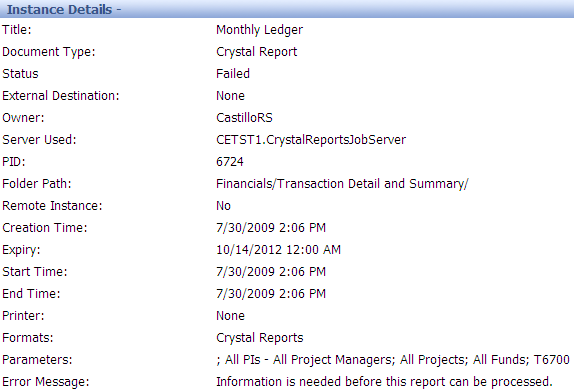 Instance Details -
Title: Monthly Ledger
Document Type: Crystal Report
Status Failed
External Destination: None
Owner: CastilloRS
Server Used: CETST1.CrystalReportsJobServer
PID: 6724
Folder Path: Financials/Transaction Detail and Summary/
Remote Instance: No
Creation Time: 7/30/2009 2:06 PM
Expiry: 10/14/2012 12:00 AM
Start Time: 7/30/2009 2:06 PM
End Time: 7/30/2009 2:06 PM
Printer: None
Formats: Crystal Reports
Parameters: ; All PIs - All Project Managers; All Projects; All Funds; T6700
Error Message: Information is needed before this report can be processed.